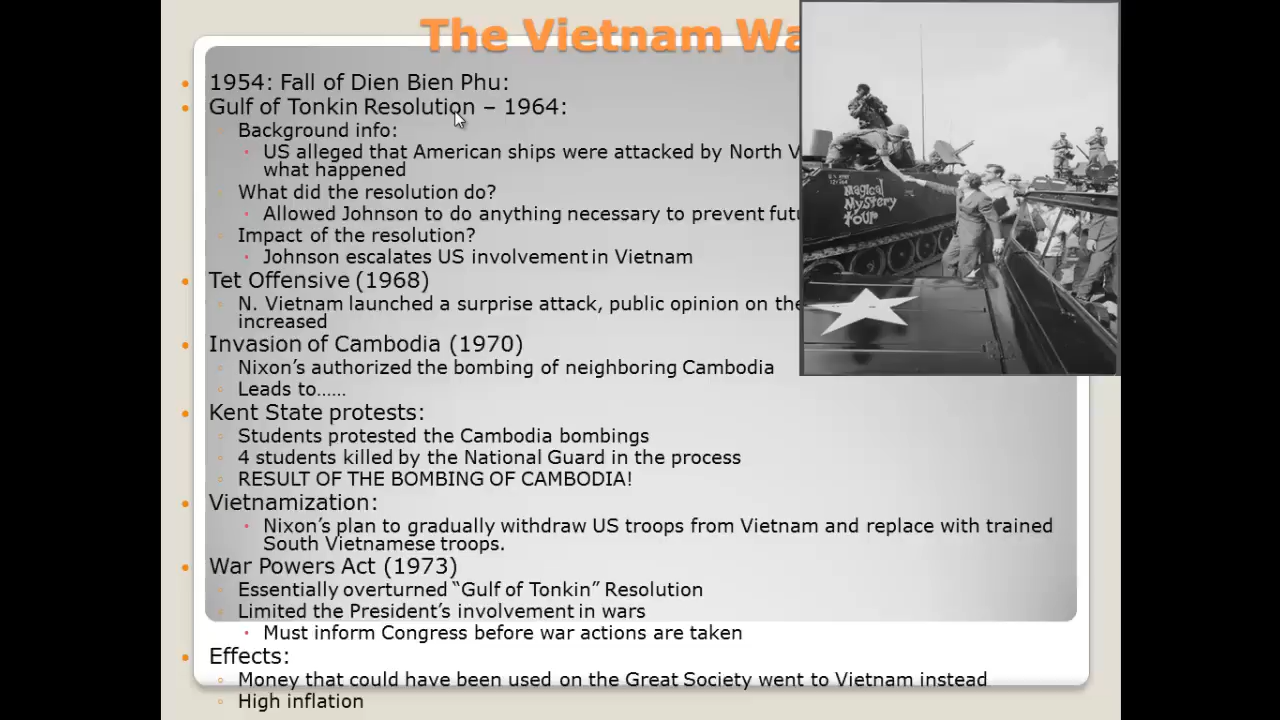 The Vietnam Wa
1954: Fall of Dien Bien Phu:
Gulf of Tonkin Resolution – 1964:
Background info:
US alleged that American ships were attacked by North V
what happened
What did the resolution do?
Allowed Johnson to do anything necessary to prevent futu
Impact of the resolution?
Johnson escalates US involvement in Vietnam
Tet Offensive (1968)
N. Vietnam launched a surprise attack, public opinion on the
increased
Invasion of Cambodia (1970)
Nixon’s authorized the bombing of neighboring Cambodia
Leads to……
Kent State protests:
Students protested the Cambodia bombings
4 students killed by the National Guard in the process
RESULT OF THE BOMBING OF CAMBODIA!
Vietnamization:
Nixon’s plan to gradually withdraw US troops from Vietnam and replace with trained
South Vietnamese troops.
War Powers Act (1973)
Essentially overturned “Gulf of Tonkin” Resolution
Limited the President’s involvement in wars
Must inform Congress before war actions are taken
Effects:
Money that could have been used on the Great Society went to Vietnam instead
High inflation
Magical
Mystery
Tour